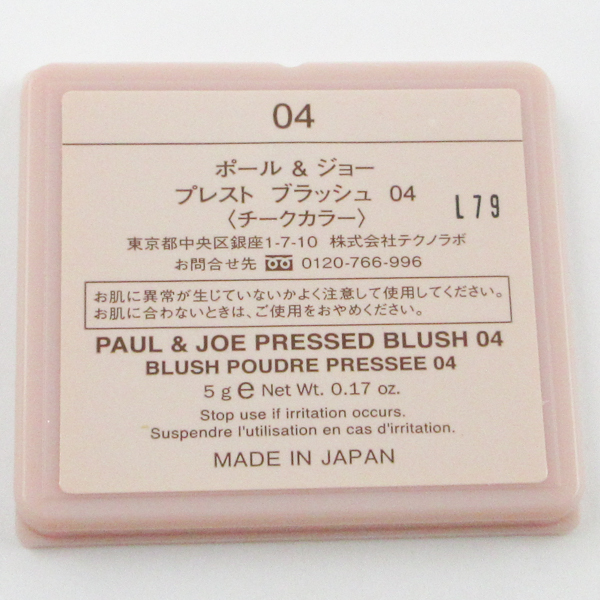 04
ポール & ジョー
プレスト ブラッシュ 04
〈チークカラー〉
L79
東京都中央区銀座1-7-10 株式会社テクノラボ
お問合せ先 0120-766-996
お肌に異常が生じていないかよく注意して使用してください。
お肌に合わないときは、ご使用をおやめください。
PAUL & JOE PRESSED BLUSH 04
BLUSH POUDRE PRESSEE 04
5 g ℮ Net Wt. 0.17 oz.
Stop use if irritation occurs.
Suspendre l'utilisation en cas d'irritation.
MADE IN JAPAN